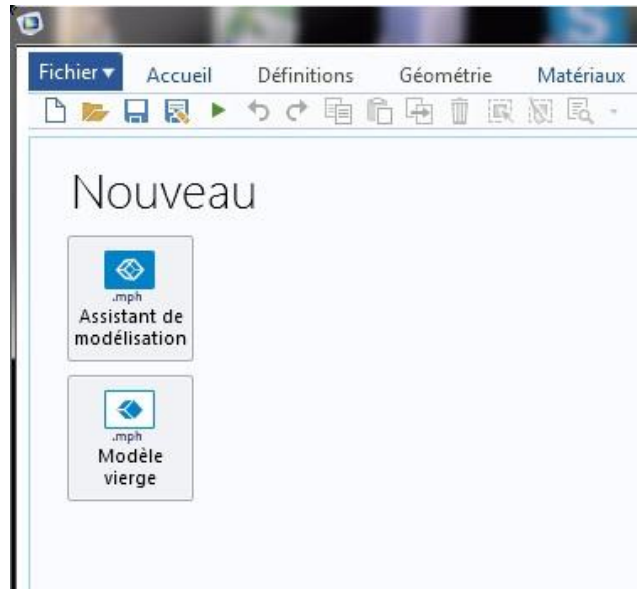 Fichier Accueil Définitions Géométrie Matériaux
Nouveau
.mph
Assistant de
modélisation
.mph
Modèle
vierge